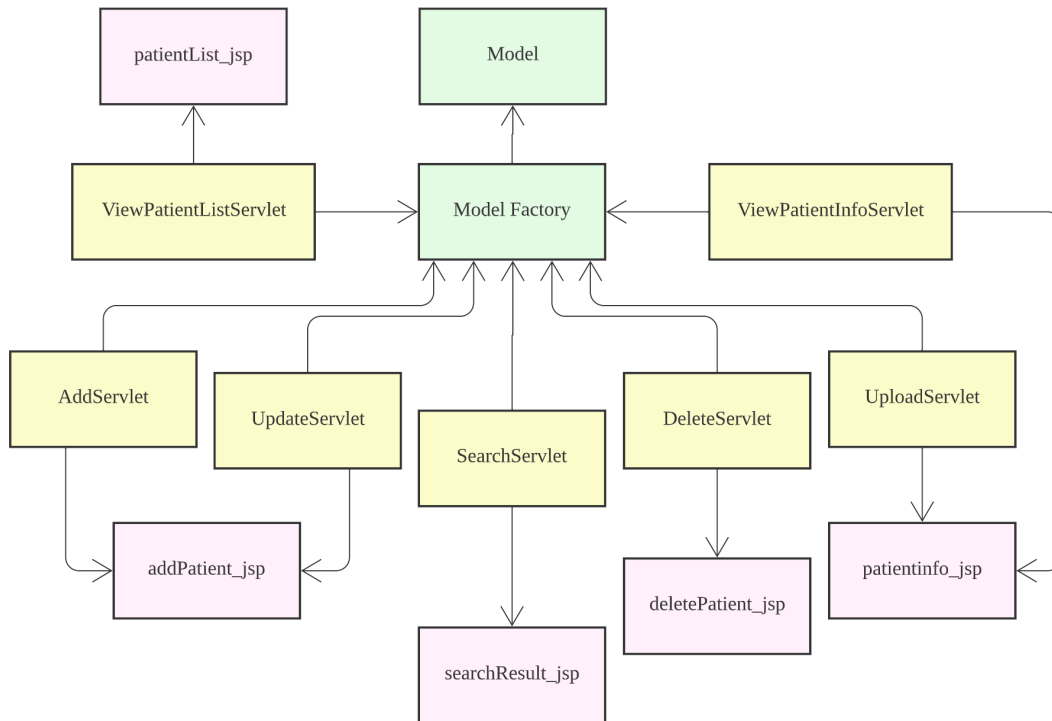 patientList_jsp
Model
ViewPatientListServlet
Model Factory
ViewPatientInfoServlet
AddServlet
UpdateServlet
SearchServlet
DeleteServlet
UploadServlet
addPatient_jsp
searchResult_jsp
deletePatient_jsp
patientinfo_jsp